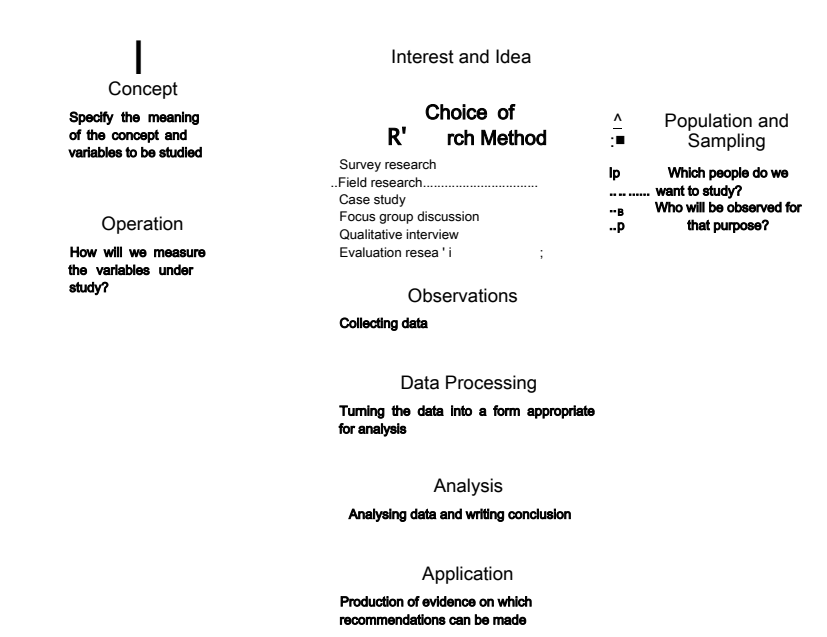 Interest and Idea
Concept
Specify the meaning
of the concept and
variables to be studied
Operation
How will we measure
the variables under
study?
Choice of
R' rch Method
Survey research
..Field research...............................
Case study
Focus group discussion
Qualitative interview
Evaluation resea ' i ;
Population and
Sampling
Which people do we
want to study?
Who will be observed for
that purpose?
Observations
Collecting data
Data Processing
Turning the data into a form appropriate
for analysis
Analysis
Analysing data and writing conclusion
Application
Production of evidence on which
recommendations can be made